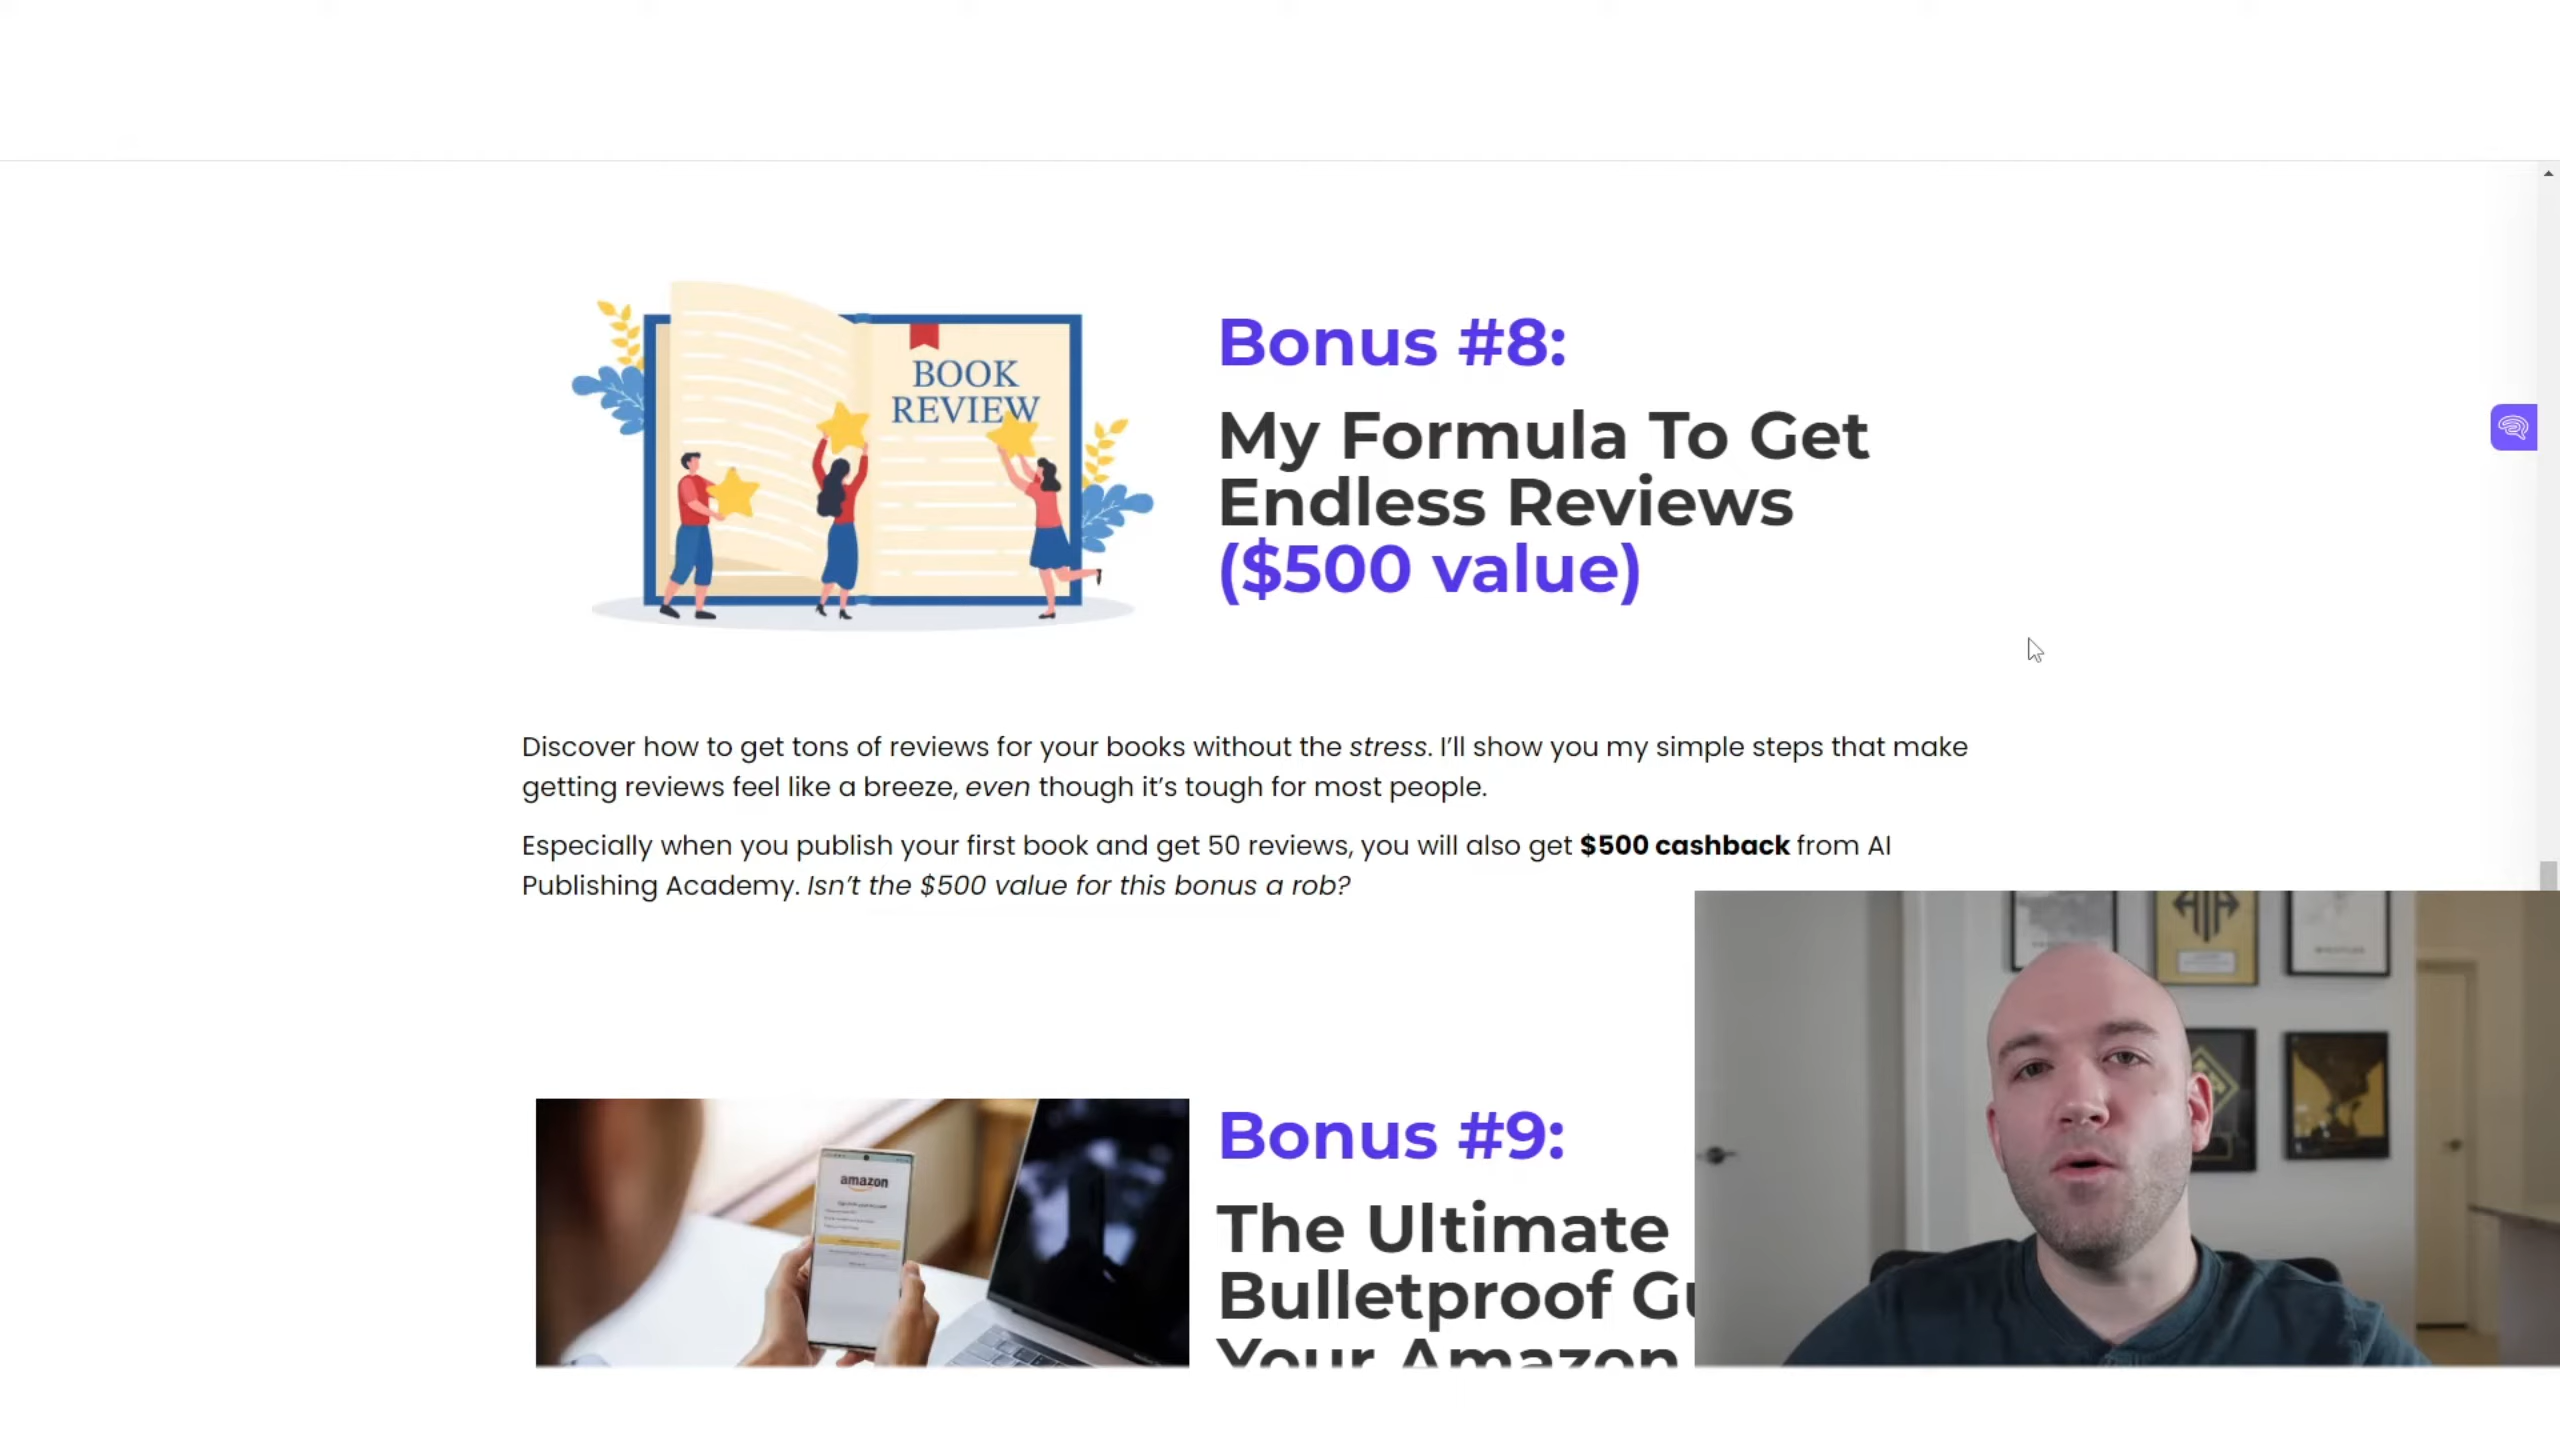 BOOK
REVIEW
Bonus #8:
My Formula To Get
Endless Reviews
($500 value)
Discover how to get tons of reviews for your books without the stress. I'll show you my simple steps that make
getting reviews feel like a breeze, even though it's tough for most people.
Especially when you publish your first book and get 50 reviews, you will also get $500 cashback from AI
Publishing Academy. Isn't the $500 value for this bonus a rob?
amazon
Bonus #9:
The Ultimate
Bulletproof
Your Amazon